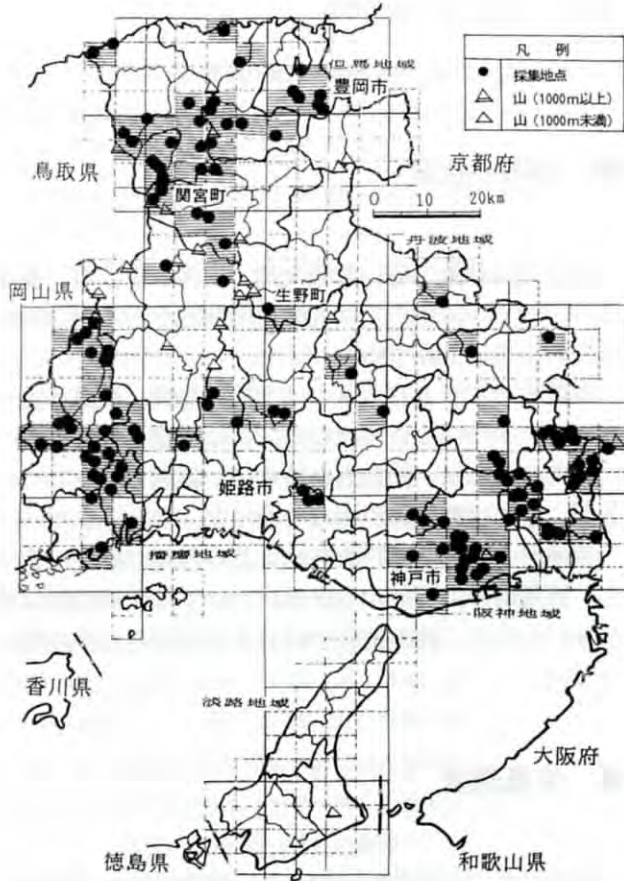 凡 例
採集地点
山 (1000m以上)
山 (1000m未満)
但馬地域
豊岡市
鳥取県
京都府
関宮町
0 10 20km
丹波地域
岡山県
生野町
姫路市
播磨地域
神戸市
阪神地域
香川県
淡路地域
大阪府
徳島県
和歌山県